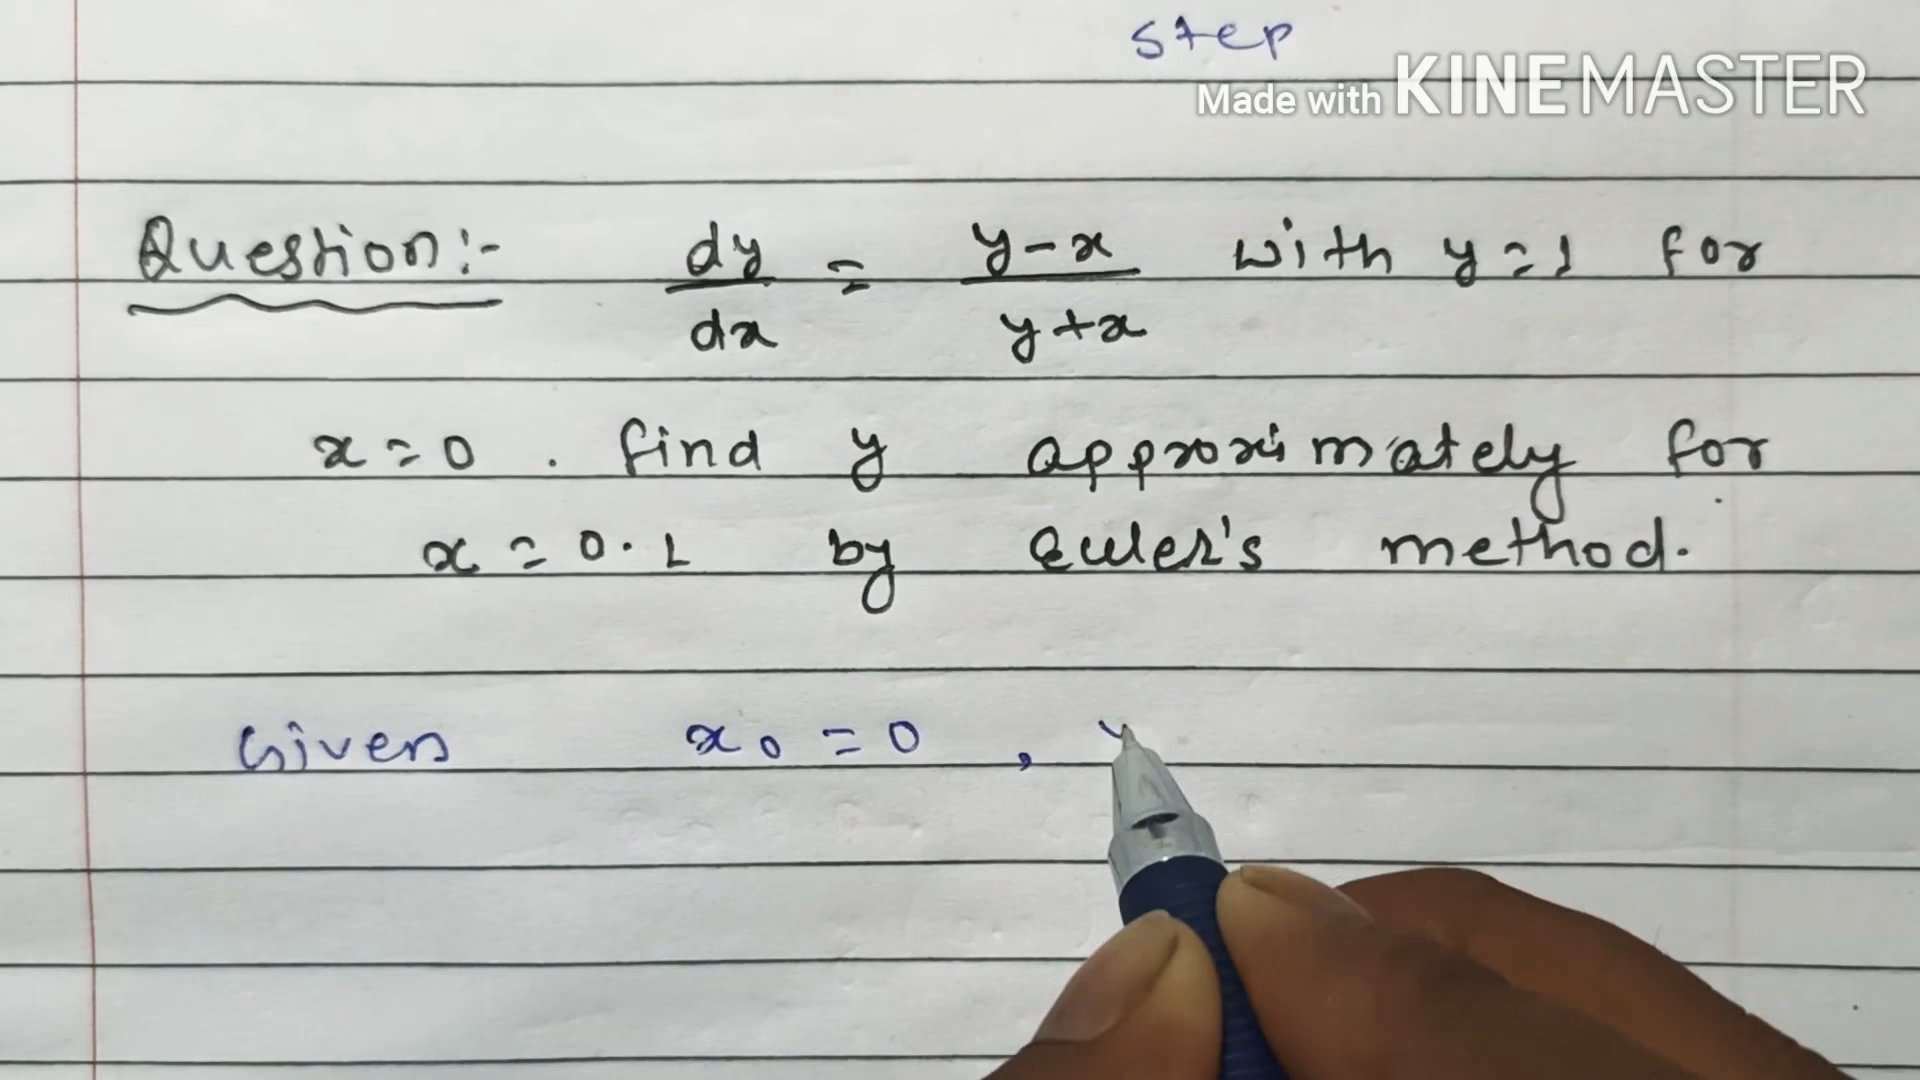 step
Made with KINEMASTER
Question:- dy/dx = y-x/y+x with y=1 for
x=0 . find y approximately for
x = 0.1 by Euler's method.
Given x₀ = 0 , y